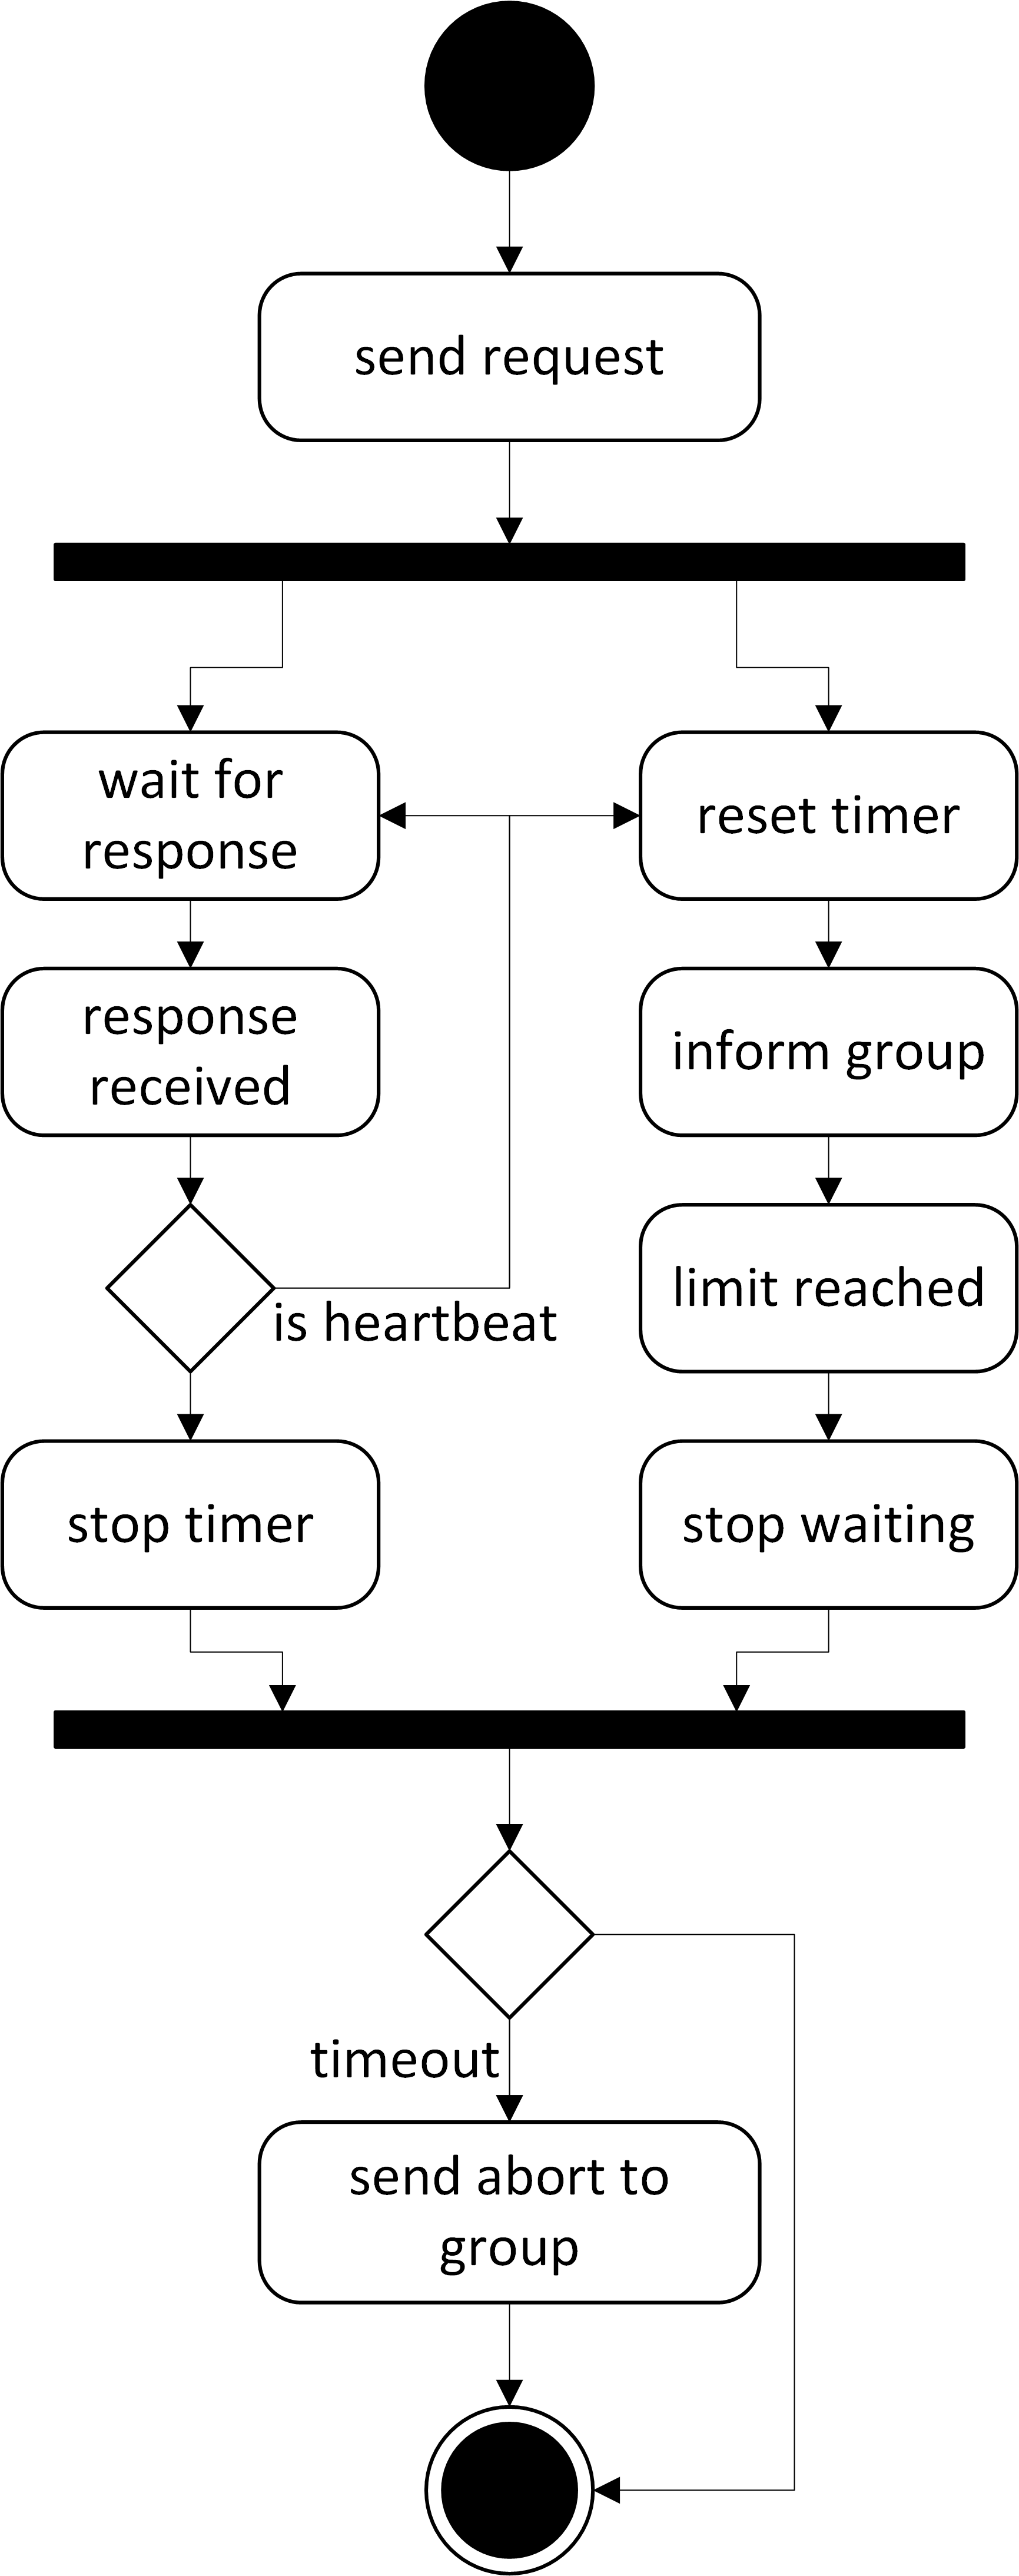 send request
wait for
response
reset timer
response
received
inform group
limit reached
is heartbeat
stop timer
stop waiting
timeout
send abort to
group